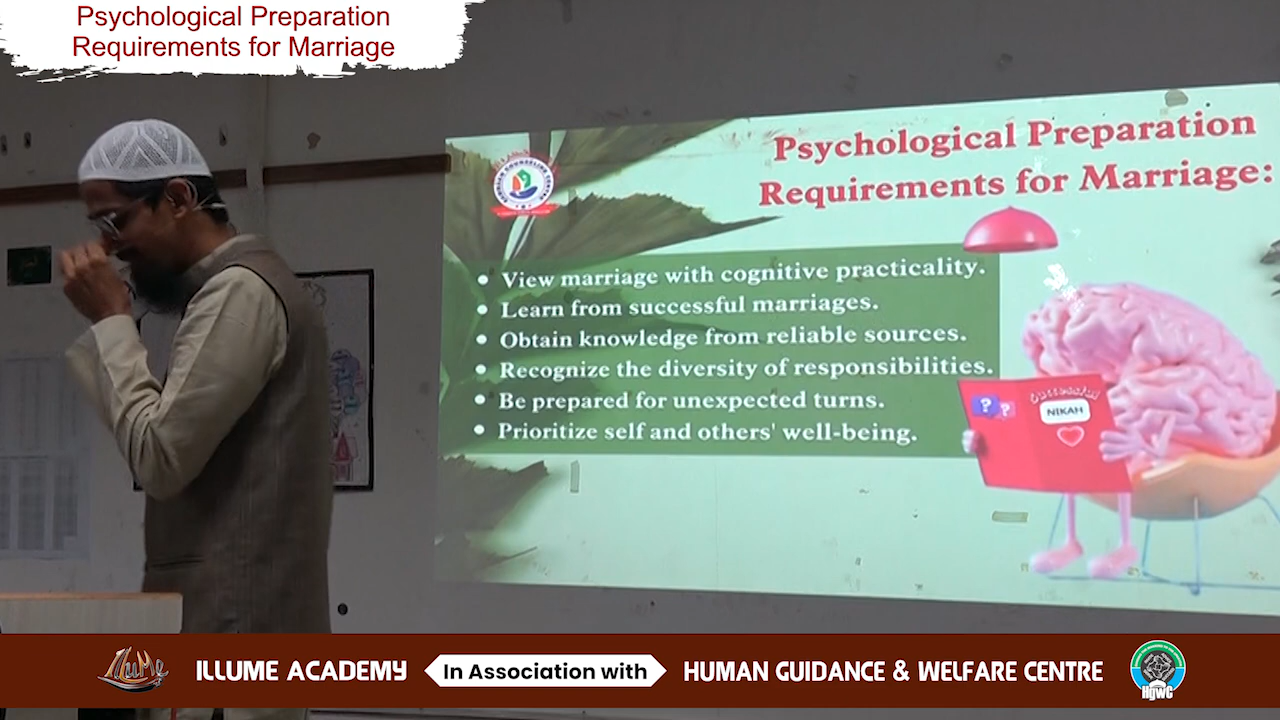 Psychological Preparation
Requirements for Marriage
Psychological Preparation
Requirements for Marriage:
• View marriage with cognitive practicality.
• Learn from successful marriages.
• Obtain knowledge from reliable sources.
• Recognize the diversity of responsibilities.
• Be prepared for unexpected turns.
• Prioritize self and others' well-being.
? ?
Successful
NIKAH
ILLUME ACADEMY
In Association with
HUMAN GUIDANCE & WELFARE CENTRE
HGWC